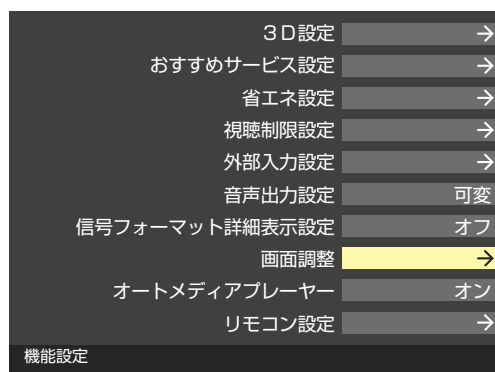 ３Ｄ設定 →
おすすめサービス設定 →
省エネ設定 →
視聴制限設定 →
外部入力設定 →
音声出力設定 可変
信号フォーマット詳細表示設定 オフ
画面調整 →
オートメディアプレーヤー オン
リモコン設定 →
機能設定